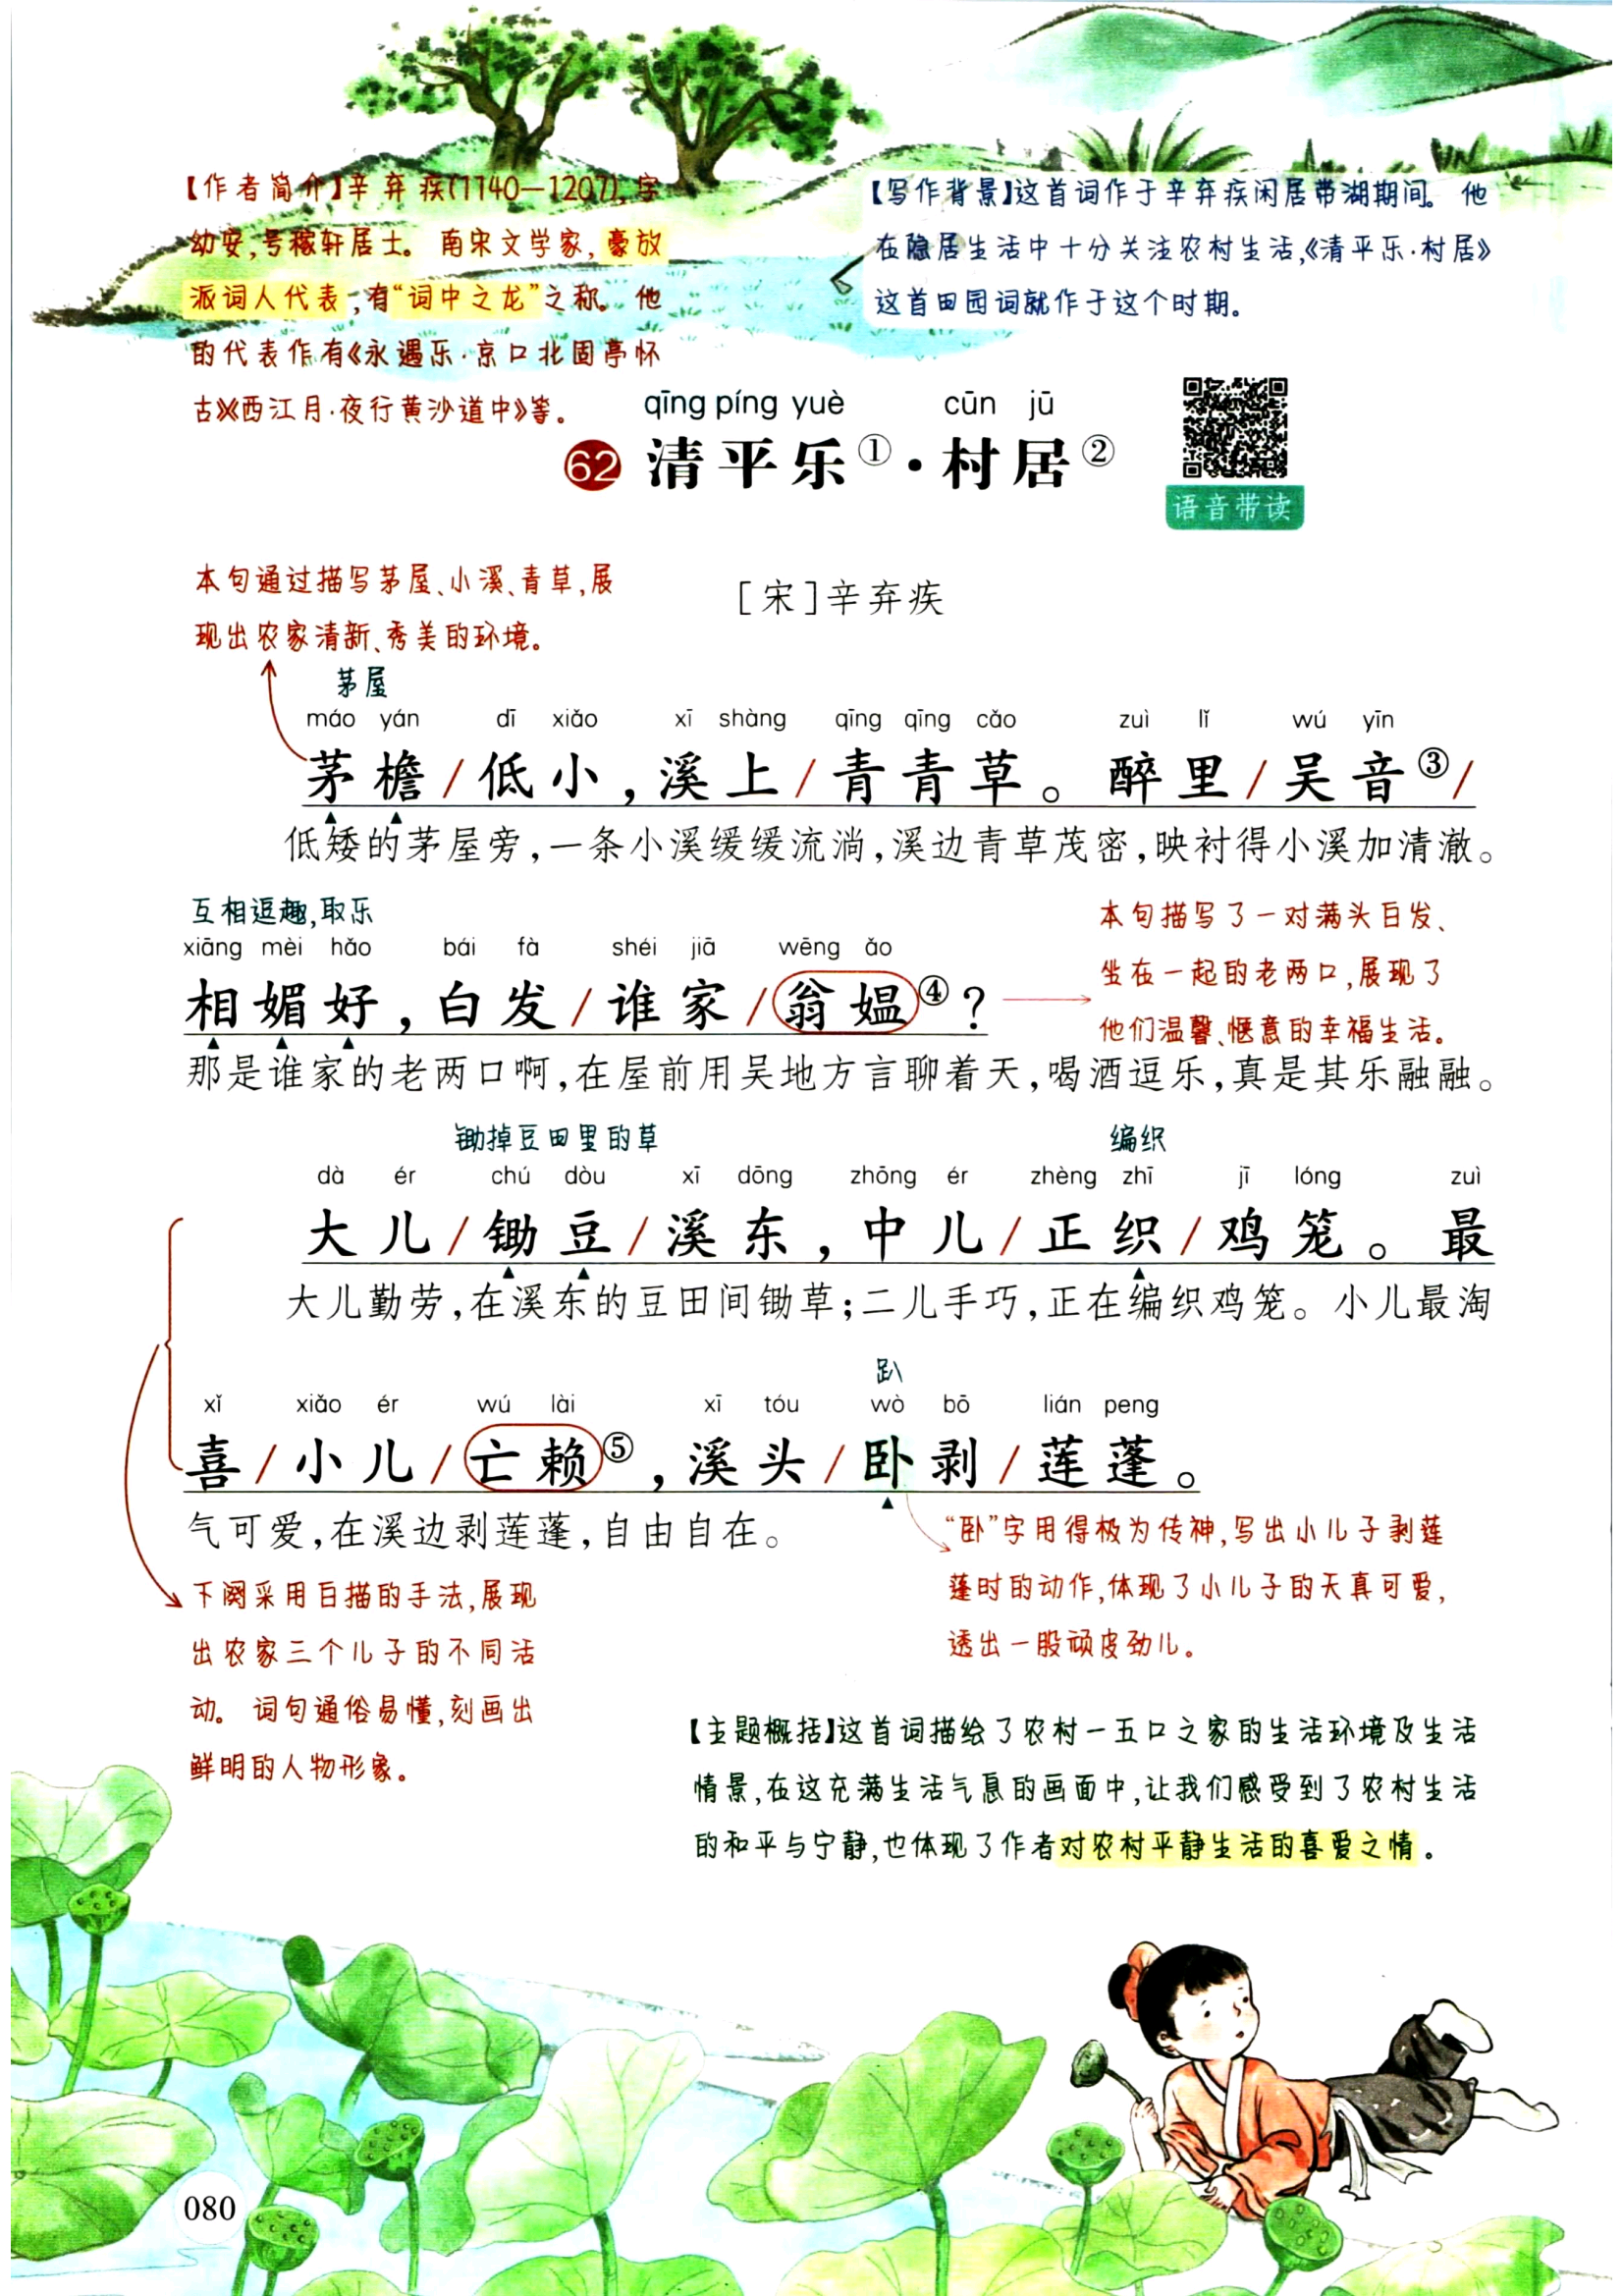 【作者简介】辛弃疾(1140—1207),字
幼安,号稼轩居士。南宋文学家,豪放
派词人代表,有“词中之龙”之称。他
的代表作有《永遇乐·京口北固亭怀
古》《西江月·夜行黄沙道中》等。
【写作背景】这首词作于辛弃疾闲居带湖期间。他
在隐居生活中十分关注农村生活,《清平乐·村居》
这首田园词就作于这个时期。
qīng píng yuè cūn jū
62 清平乐①·村居②
语音带读
[宋]辛弃疾
本句通过描写茅屋、小溪、青草,展
现出农家清新、秀美的环境。
茅屋
máo yán dī xiǎo xī shàng qīng qīng cǎo zuì lǐ wú yīn
茅檐/低小,溪上/青青草。醉里/吴音③/
低矮的茅屋旁,一条小溪缓缓流淌,溪边青草茂密,映衬得小溪加清澈。
互相逗趣,取乐
xiāng mèi hǎo bái fà shéi jiā wēng ǎo
相媚好,白发/谁家/翁媪④?
本句描写了一对满头白发、
坐在一起的老两口,展现了
他们温馨、惬意的幸福生活。
那是谁家的老两口啊,在屋前用吴地方言聊着天,喝酒逗乐,真是其乐融融。
锄掉豆田里的草 编织
dà ér chú dòu xī dōng zhōng ér zhèng zhī jī lóng zuì
大儿/锄豆/溪东,中儿/正织/鸡笼。最
大儿勤劳,在溪东的豆田间锄草;二儿手巧,正在编织鸡笼。小儿最淘
趴
xǐ xiǎo ér wú lài xī tóu wò bō lián peng
喜/小儿/亡赖⑤,溪头/卧剥/莲蓬。
气可爱,在溪边剥莲蓬,自由自在。
“卧”字用得极为传神,写出小儿子剥莲
蓬时的动作,体现了小儿子的天真可爱,
透出一股顽皮劲儿。
下阕采用白描的手法,展现
出农家三个儿子的不同活
动。词句通俗易懂,刻画出
鲜明的人物形象。
【主题概括】这首词描绘了农村一五口之家的生活环境及生活
情景,在这充满生活气息的画面中,让我们感受到了农村生活
的和平与宁静,也体现了作者对农村平静生活的喜爱之情。
080